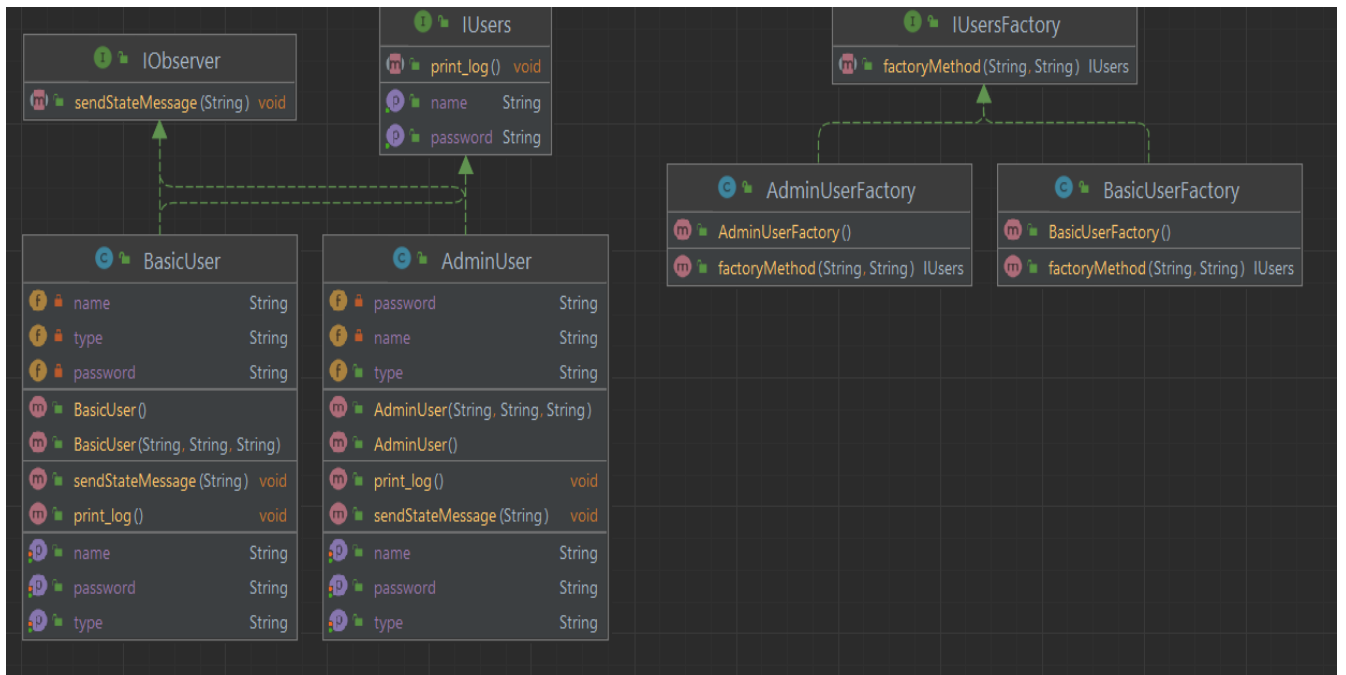 IObserver
sendStateMessage(String) void
IUsers
print_log() void
name String
password String
IUsersFactory
factoryMethod(String, String) IUsers
AdminUserFactory
AdminUserFactory()
factoryMethod(String, String) IUsers
BasicUserFactory
BasicUserFactory()
factoryMethod(String, String) IUsers
BasicUser
name String
type String
password String
BasicUser()
BasicUser(String, String, String)
sendStateMessage(String) void
print_log() void
name String
password String
type String
AdminUser
password String
name String
type String
AdminUser(String, String, String)
AdminUser()
print_log() void
sendStateMessage(String) void
name String
password String
type String